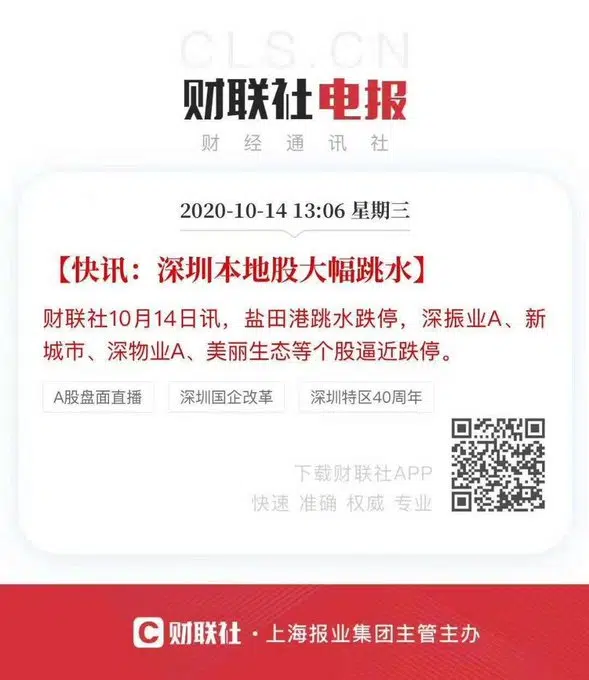 CLS.CN
财联社电报
财经通讯社
2020-10-14 13:06 星期三
【快讯：深圳本地股大幅跳水】
财联社10月14日讯，盐田港跳水跌停，深振业A、新
城市、深物业A、美丽生态等个股逼近跌停。
A股盘面直播 深圳国企改革 深圳特区40周年
下载财联社APP
快速 准确 权威 专业
财联社·上海报业集团主管主办